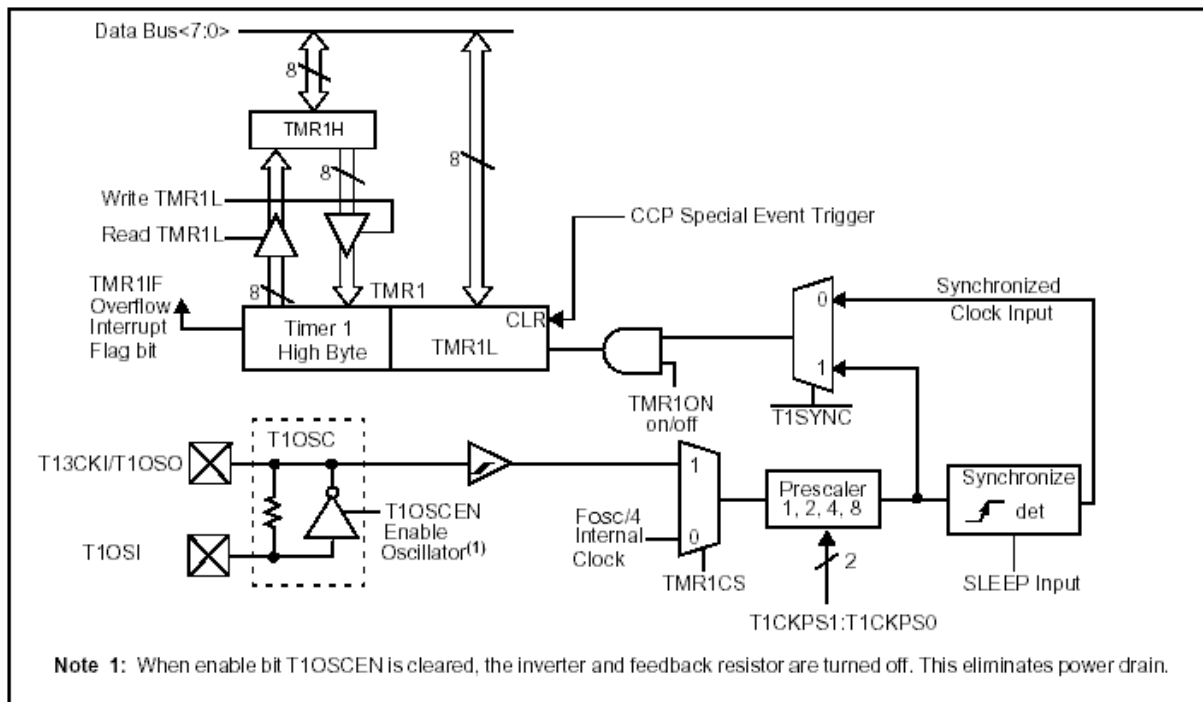 Data Bus<7:0>
8
TMR1H
8
8
Write TMR1L
CCP Special Event Trigger
Read TMR1L
TMR1IF
Overflow
Interrupt
Flag bit
8
TMR1
Timer 1
High Byte
TMR1L
CLR
0
1
Synchronized
Clock Input
TMR1ON
on/off
T1SYNC
T1OSC
T13CKI/T1OSO
T1OSI
T1OSCEN
Enable
Oscillator(1)
1
0
Fosc/4
Internal
Clock
TMR1CS
Prescaler
1, 2, 4, 8
2
T1CKPS1:T1CKPS0
Synchronize
det
SLEEP Input
Note 1: When enable bit T1OSCEN is cleared, the inverter and feedback resistor are turned off. This eliminates power drain.